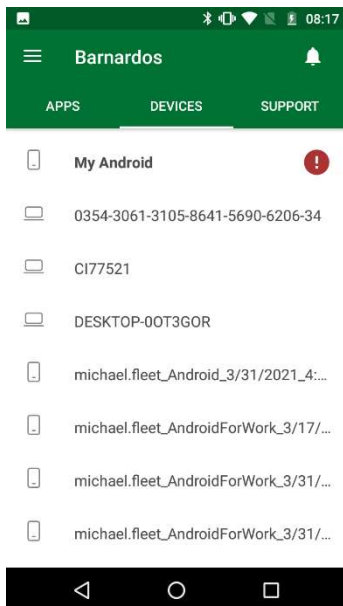 08:17
Barnardos
APPS DEVICES SUPPORT
My Android
0354-3061-3105-8641-5690-6206-34
CI77521
DESKTOP-0OT3GOR
michael.fleet_Android_3/31/2021_4:...
michael.fleet_AndroidForWork_3/17/...
michael.fleet_AndroidForWork_3/31/...
michael.fleet_AndroidForWork_3/31/...